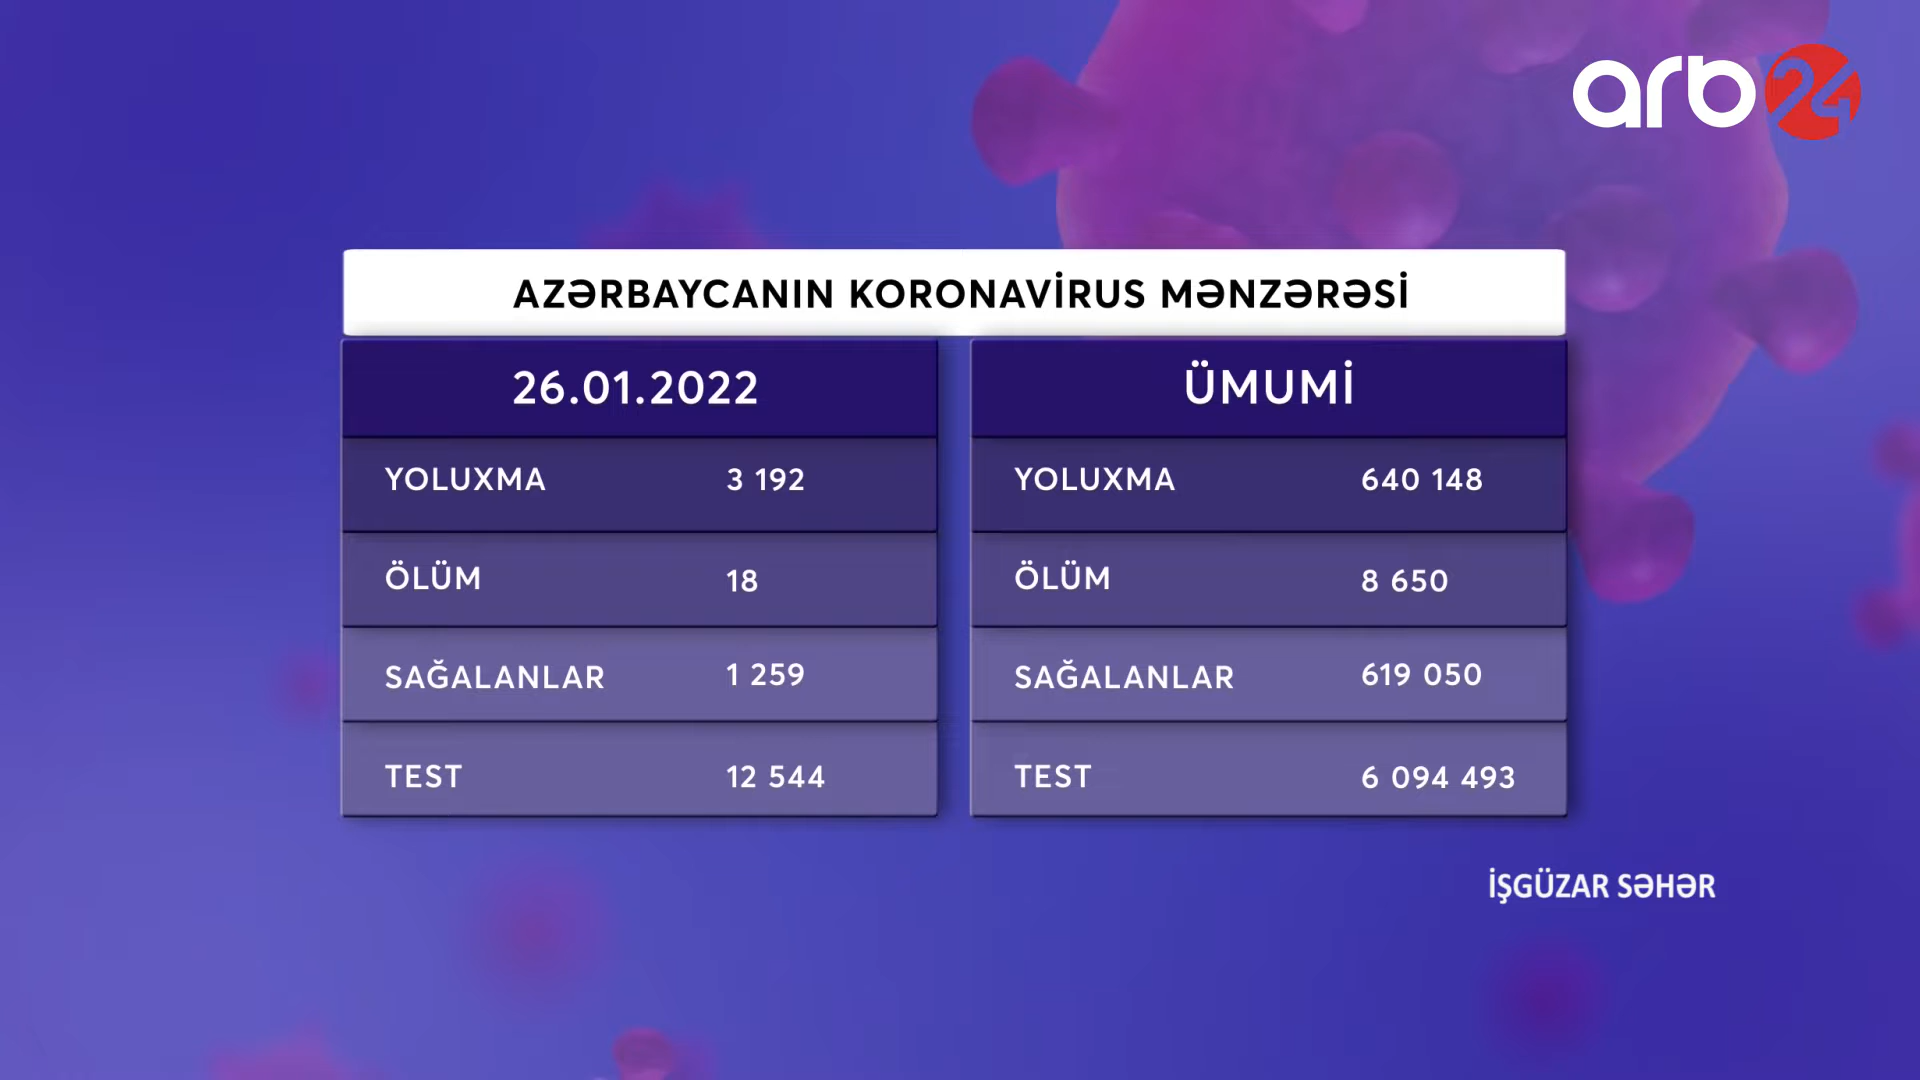 arb24
AZƏRBAYCANIN KORONAVİRUS MƏNZƏRƏSİ
26.01.2022
YOLUXMA 3 192
ÖLÜM 18
SAĞALANLAR 1 259
TEST 12 544
ÜMUMİ
YOLUXMA 640 148
ÖLÜM 8 650
SAĞALANLAR 619 050
TEST 6 094 493
İŞGÜZAR SƏHƏR